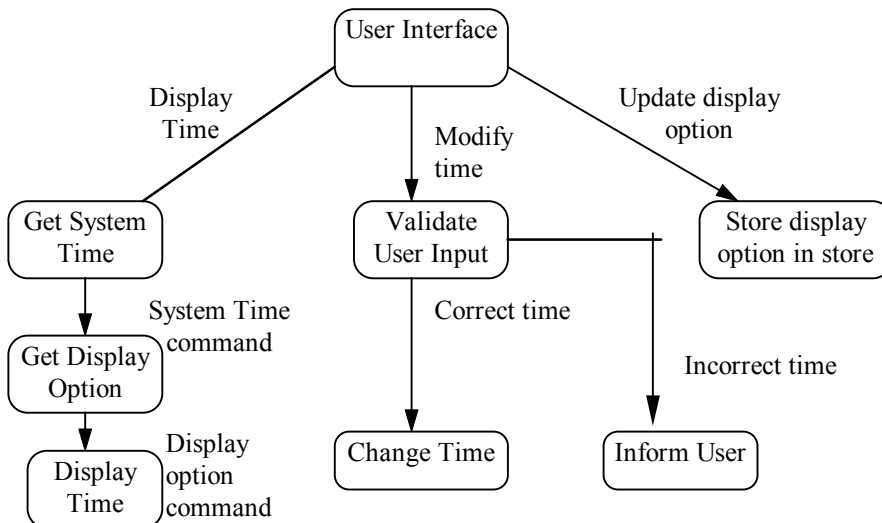 User Interface
Display
Time
Modify
time
Update display
option
Get System
Time
Validate
User Input
Store display
option in store
System Time
command
Correct time
Get Display
Option
Incorrect time
Display
option
command
Display
Time
Change Time
Inform User